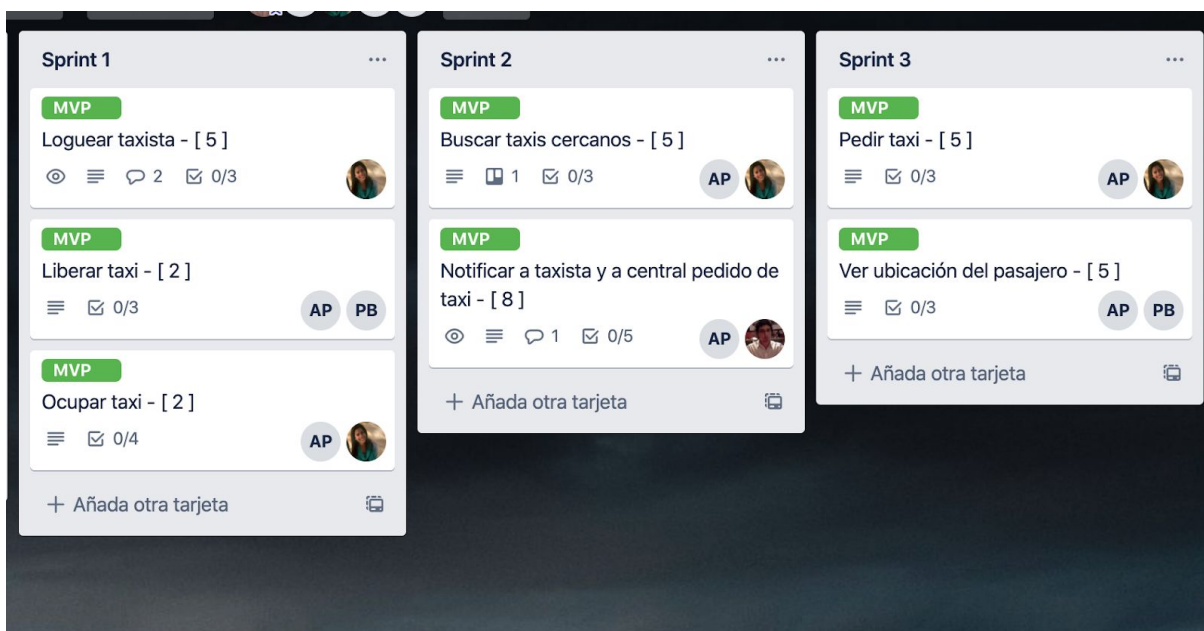 Sprint 1
MVP
Loguear taxista - [ 5 ]
2
0/3
MVP
Liberar taxi - [ 2 ]
0/3
AP PB
MVP
Ocupar taxi - [ 2 ]
0/4
AP
+ Añada otra tarjeta
Sprint 2
MVP
Buscar taxis cercanos - [ 5 ]
1
0/3
AP
MVP
Notificar a taxista y a central pedido de
taxi - [ 8 ]
1
0/5
AP
+ Añada otra tarjeta
Sprint 3
MVP
Pedir taxi - [ 5 ]
0/3
AP
MVP
Ver ubicación del pasajero - [ 5 ]
0/3
AP PB
+ Añada otra tarjeta